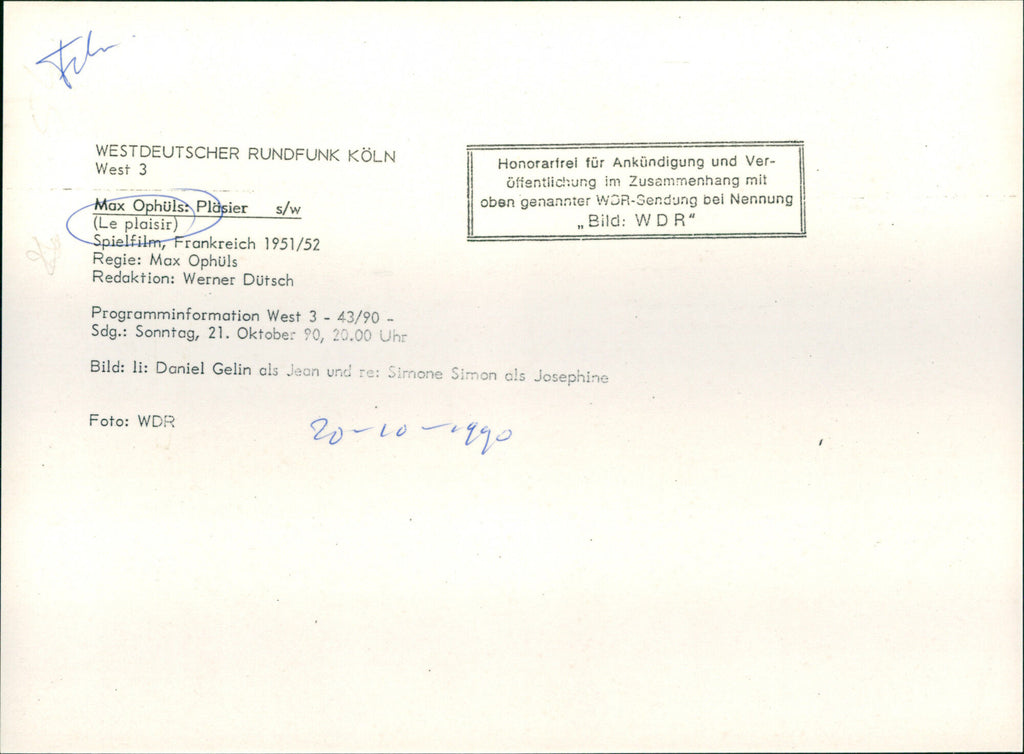 WESTDEUTSCHER RUNDFUNK KÖLN
West 3
Max Ophüls: Pläsier s/w
(Le plaisir)
Spielfilm, Frankreich 1951/52
Regie: Max Ophüls
Redaktion: Werner Dütsch
Programminformation West 3 - 43/90 -
Sdg.: Sonntag, 21. Oktober 90, 20.00 Uhr
Bild: li: Daniel Gelin als Jean und re: Simone Simon als Josephine
Foto: WDR
20-10-1990
Honorarfrei für Ankündigung und Ver-
öffentlichung im Zusammenhang mit
oben genannter WDR-Sendung bei Nennung
„Bild: W D R“